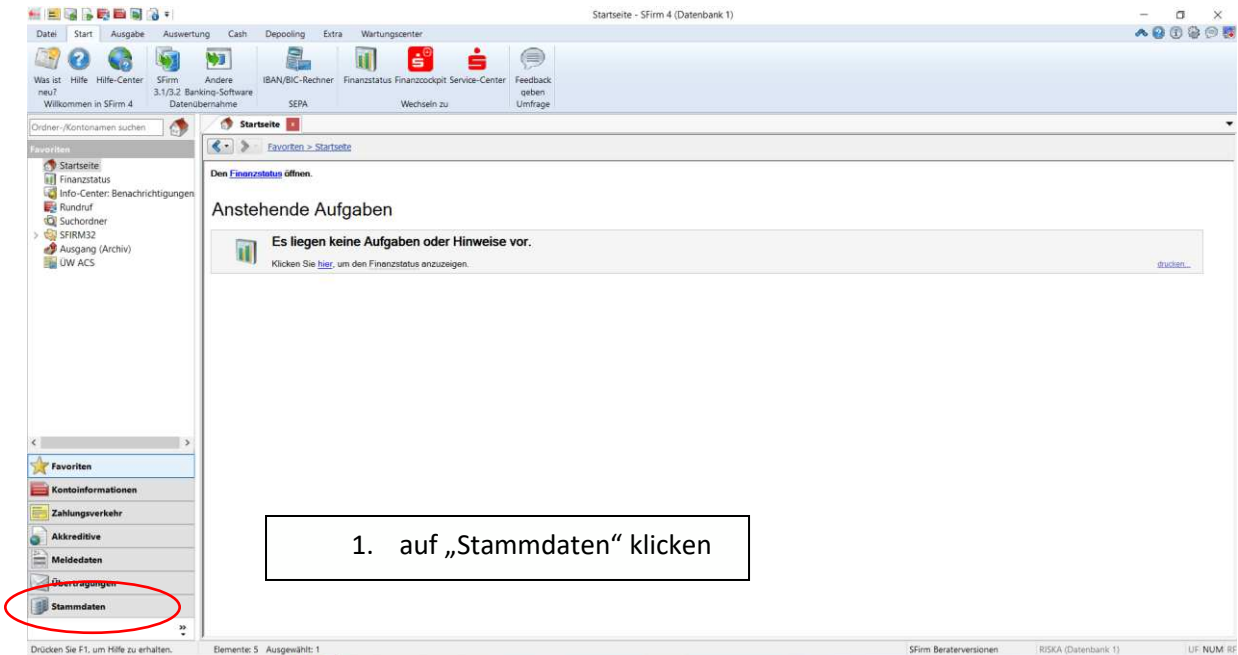 Startseite - SFirm 4 (Datenbank 1)
Datei Start Ausgabe Auswertung Cash Depooling Extra Wartungscenter
Was ist neu? Hilfe Hilfe-Center SFirm 3.1/3.2 Andere Banking-Software IBAN/BIC-Rechner Finanzstatus Finanzcockpit Service-Center Feedback geben
Willkommen in SFirm 4 Datenübernahme SEPA Wechseln zu Umfrage
Ordner-/Kontonamen suchen
Startseite
Favoriten
Favoriten > Startseite
Startseite
Finanzstatus
Info-Center: Benachrichtigungen
Rundruf
Suchordner
SFIRM32
Ausgang (Archiv)
ÜW ACS
Den Finanzstatus öffnen.
Anstehende Aufgaben
Es liegen keine Aufgaben oder Hinweise vor.
Klicken Sie hier, um den Finanzstatus anzuzeigen.
drucken...
Favoriten
Kontoinformationen
Zahlungsverkehr
Akkreditive
Meldedaten
Übertragungen
Stammdaten
1. auf „Stammdaten“ klicken
Drücken Sie F1, um Hilfe zu erhalten. Elemente: 5 Ausgewählt: 1 SFirm Beraterversionen RISKA (Datenbank 1) UF NUM RF